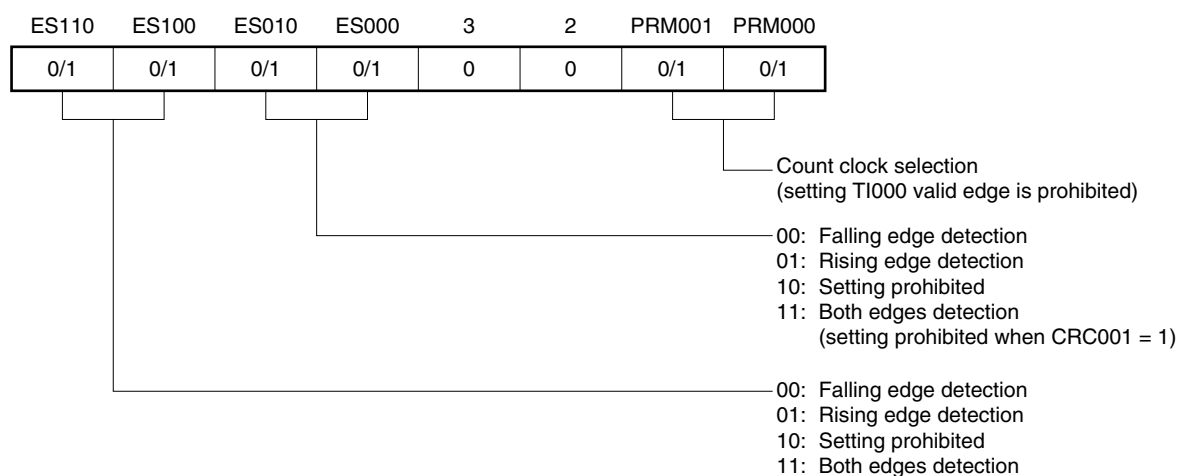 ES110 ES100 ES010 ES000 3 2 PRM001 PRM000
0/1 0/1 0/1 0/1 0 0 0/1 0/1
Count clock selection
(setting TI000 valid edge is prohibited)
00: Falling edge detection
01: Rising edge detection
10: Setting prohibited
11: Both edges detection
(setting prohibited when CRC001 = 1)
00: Falling edge detection
01: Rising edge detection
10: Setting prohibited
11: Both edges detection